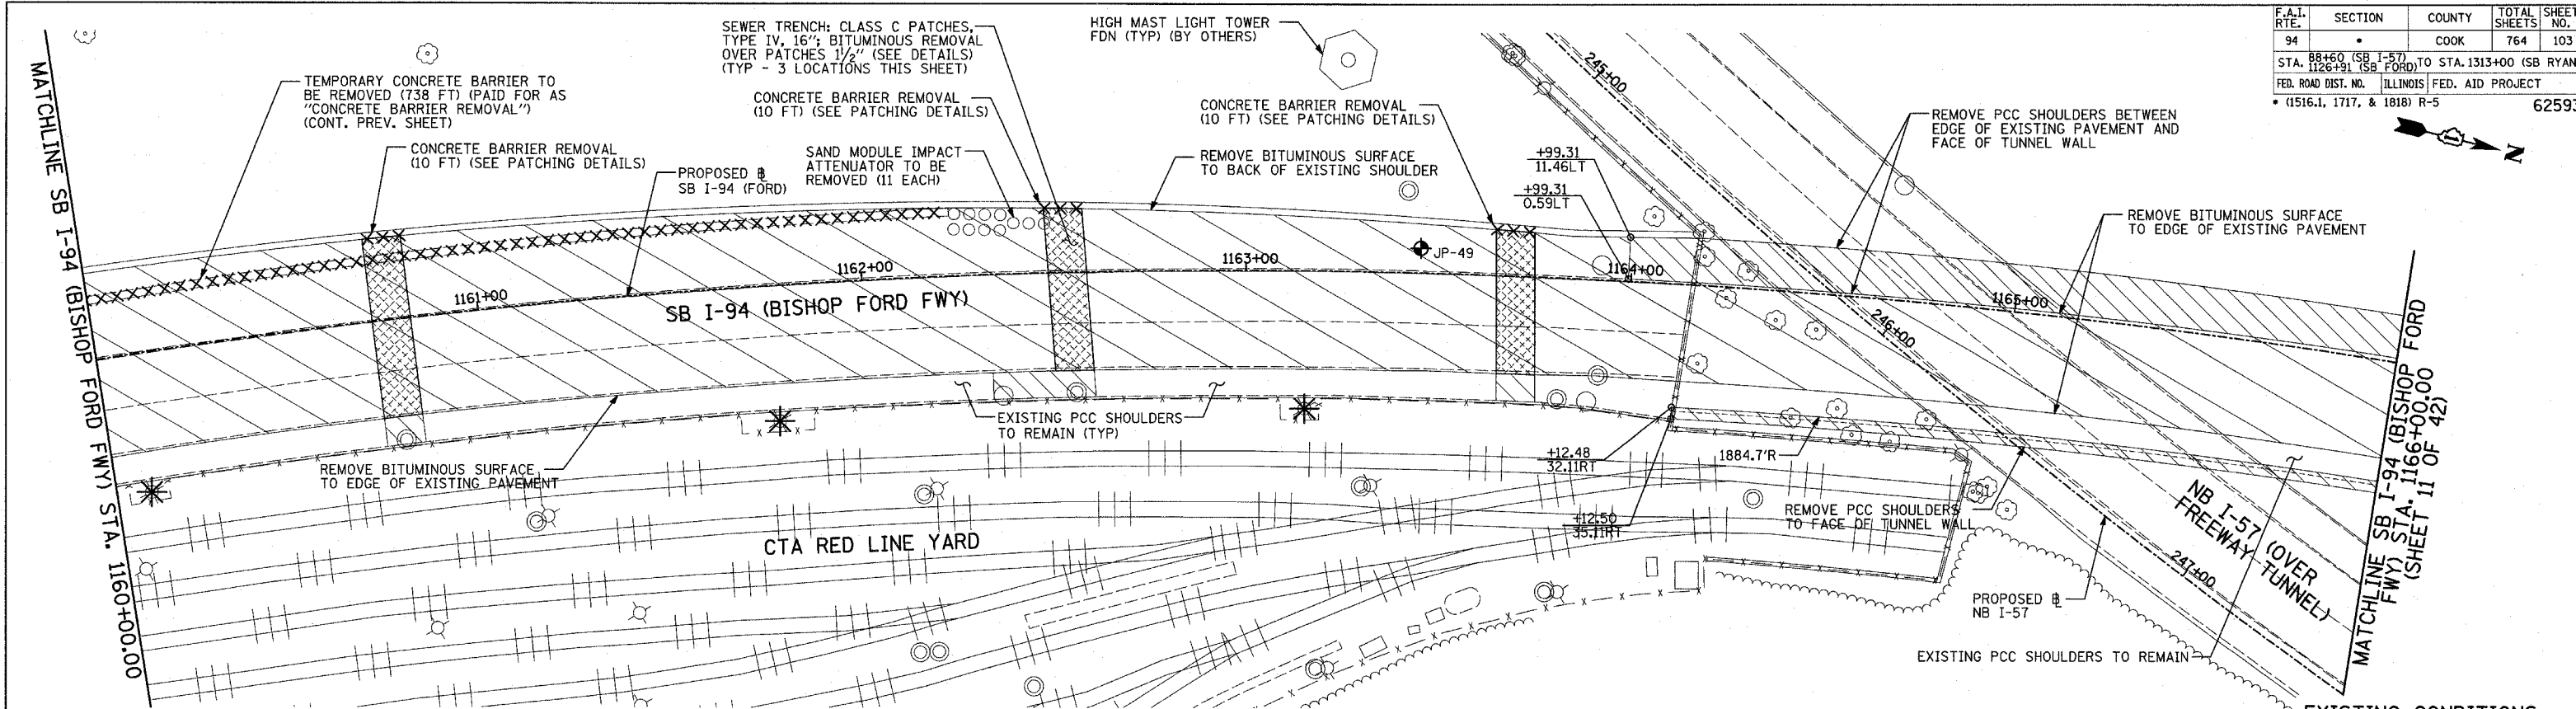 F.A.I. RTE. SECTION COUNTY TOTAL SHEETS SHEET NO.
94 • COOK 764 103
STA. 88+60 (SB I-57) 1126+91 (SB FORD) TO STA. 1313+00 (SB RYAN
FED. ROAD DIST. NO. ILLINOIS FED. AID PROJECT
* (1516.1, 1717, & 1818) R-5
6259
N
MATCHLINE SB I-94 (BISHOP FORD FWY) STA. 1160+00.00
TEMPORARY CONCRETE BARRIER TO
BE REMOVED (738 FT) (PAID FOR AS
"CONCRETE BARRIER REMOVAL")
(CONT. PREV. SHEET)
CONCRETE BARRIER REMOVAL
(10 FT) (SEE PATCHING DETAILS)
PROPOSED ⅊
SB I-94 (FORD)
SEWER TRENCH: CLASS C PATCHES,
TYPE IV, 16"; BITUMINOUS REMOVAL
OVER PATCHES 1 1/2" (SEE DETAILS)
(TYP - 3 LOCATIONS THIS SHEET)
CONCRETE BARRIER REMOVAL
(10 FT) (SEE PATCHING DETAILS)
SAND MODULE IMPACT
ATTENUATOR TO BE
REMOVED (11 EACH)
HIGH MAST LIGHT TOWER
FDN (TYP) (BY OTHERS)
CONCRETE BARRIER REMOVAL
(10 FT) (SEE PATCHING DETAILS)
REMOVE BITUMINOUS SURFACE
TO BACK OF EXISTING SHOULDER
+99.31
11.46LT
+99.31
0.59LT
REMOVE PCC SHOULDERS BETWEEN
EDGE OF EXISTING PAVEMENT AND
FACE OF TUNNEL WALL
REMOVE BITUMINOUS SURFACE
TO EDGE OF EXISTING PAVEMENT
245+00
JP-49
1161+00
1162+00
1163+00
1164+00
1165+00
246+00
SB I-94 (BISHOP FORD FWY)
EXISTING PCC SHOULDERS
TO REMAIN (TYP)
REMOVE BITUMINOUS SURFACE
TO EDGE OF EXISTING PAVEMENT
+12.48
32.11RT
1884.7'R
+12.50
35.11RT
REMOVE PCC SHOULDERS
TO FACE OF TUNNEL WALL
CTA RED LINE YARD
NB I-57 (OVER
FREEWAY TUNNEL)
247+00
PROPOSED ⅊
NB I-57
EXISTING PCC SHOULDERS TO REMAIN
MATCHLINE SB I-94 (BISHOP FORD
FWY) STA. 1166+00.00
(SHEET 11 OF 42)
EXISTING CONDITIONS